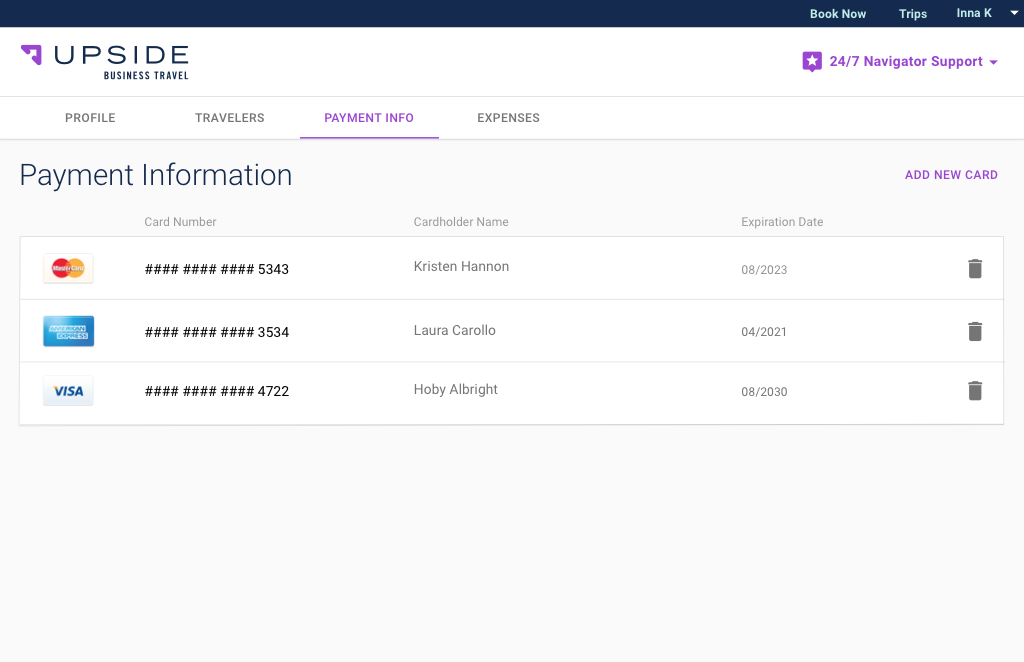 Book Now Trips Inna K
UPSIDE
BUSINESS TRAVEL
24/7 Navigator Support
PROFILE TRAVELERS PAYMENT INFO EXPENSES
Payment Information
ADD NEW CARD
Card Number Cardholder Name Expiration Date
MasterCard #### #### #### 5343 Kristen Hannon 08/2023
AMERICAN EXPRESS #### #### #### 3534 Laura Carollo 04/2021
VISA #### #### #### 4722 Hoby Albright 08/2030